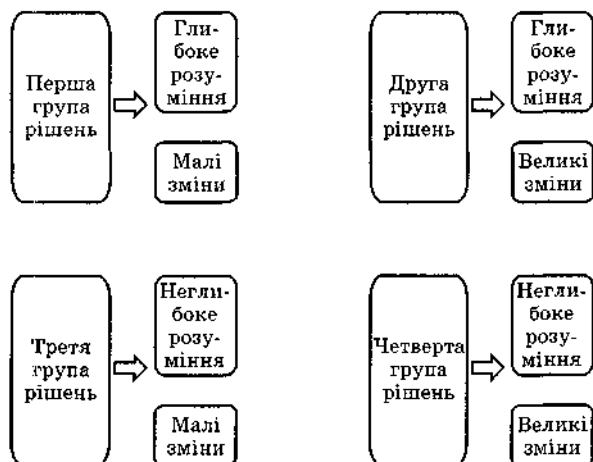 Перша
група
рішень
Гли-
боке
розу-
міння
Малі
зміни
Друга
група
рішень
Гли-
боке
розу-
міння
Великі
зміни
Третя
група
рішень
Негли-
боке
розу-
міння
Малі
зміни
Четверта
група
рішень
Негли-
боке
розу-
міння
Великі
зміни